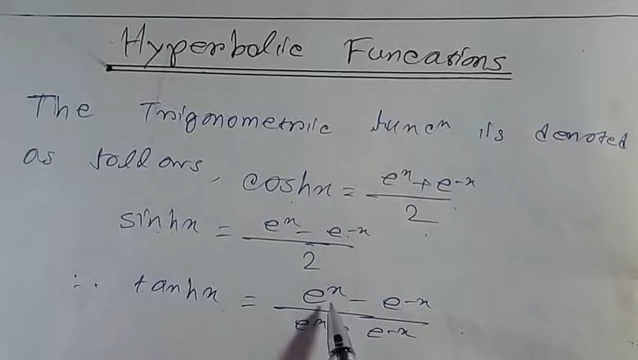 Hyperbolic Funcations
The Trigonometric funcn is denoted
as follows, coshx = e^x + e^-x / 2
sinhx = e^x - e^-x / 2
∴ tanhx = e^x - e^-x / e^x e^-x